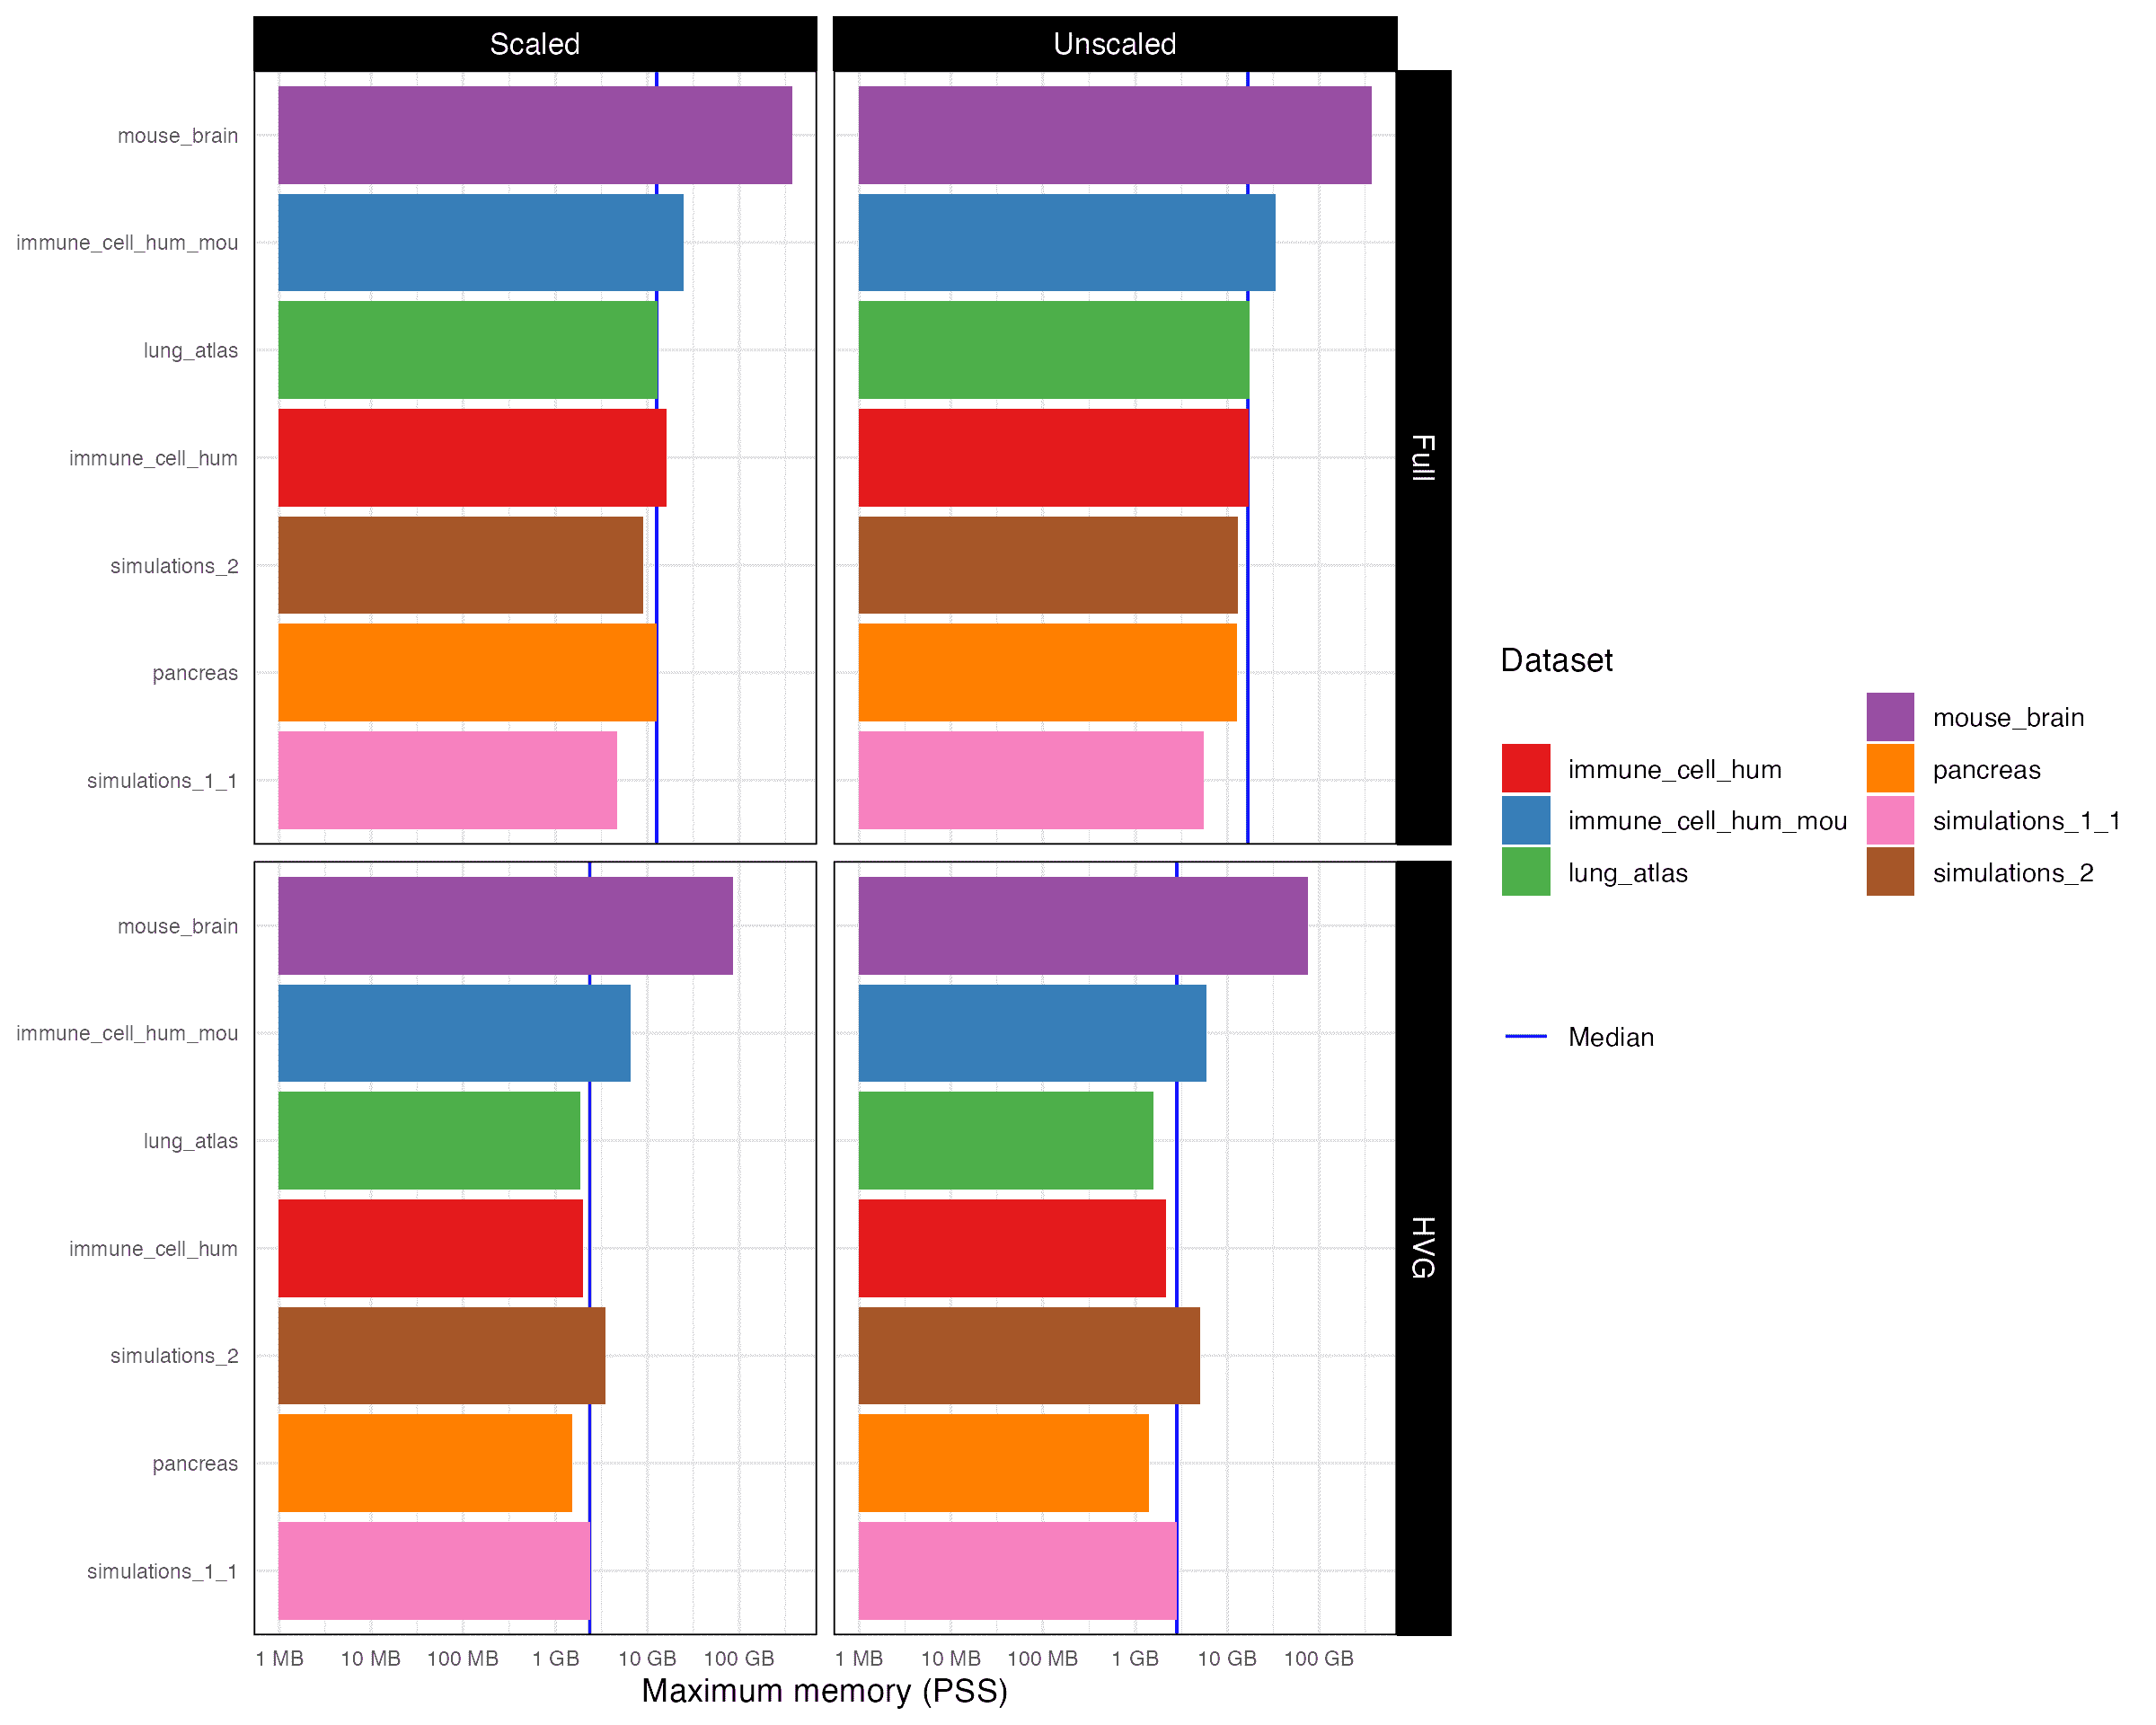 Scaled
Unscaled
mouse_brain
immune_cell_hum_mou
lung_atlas
immune_cell_hum
simulations_2
pancreas
simulations_1_1
Full
mouse_brain
immune_cell_hum_mou
lung_atlas
immune_cell_hum
simulations_2
pancreas
simulations_1_1
HVG
1 MB 10 MB 100 MB 1 GB 10 GB 100 GB
1 MB 10 MB 100 MB 1 GB 10 GB 100 GB
Maximum memory (PSS)
Dataset
immune_cell_hum
immune_cell_hum_mou
lung_atlas
mouse_brain
pancreas
simulations_1_1
simulations_2
Median